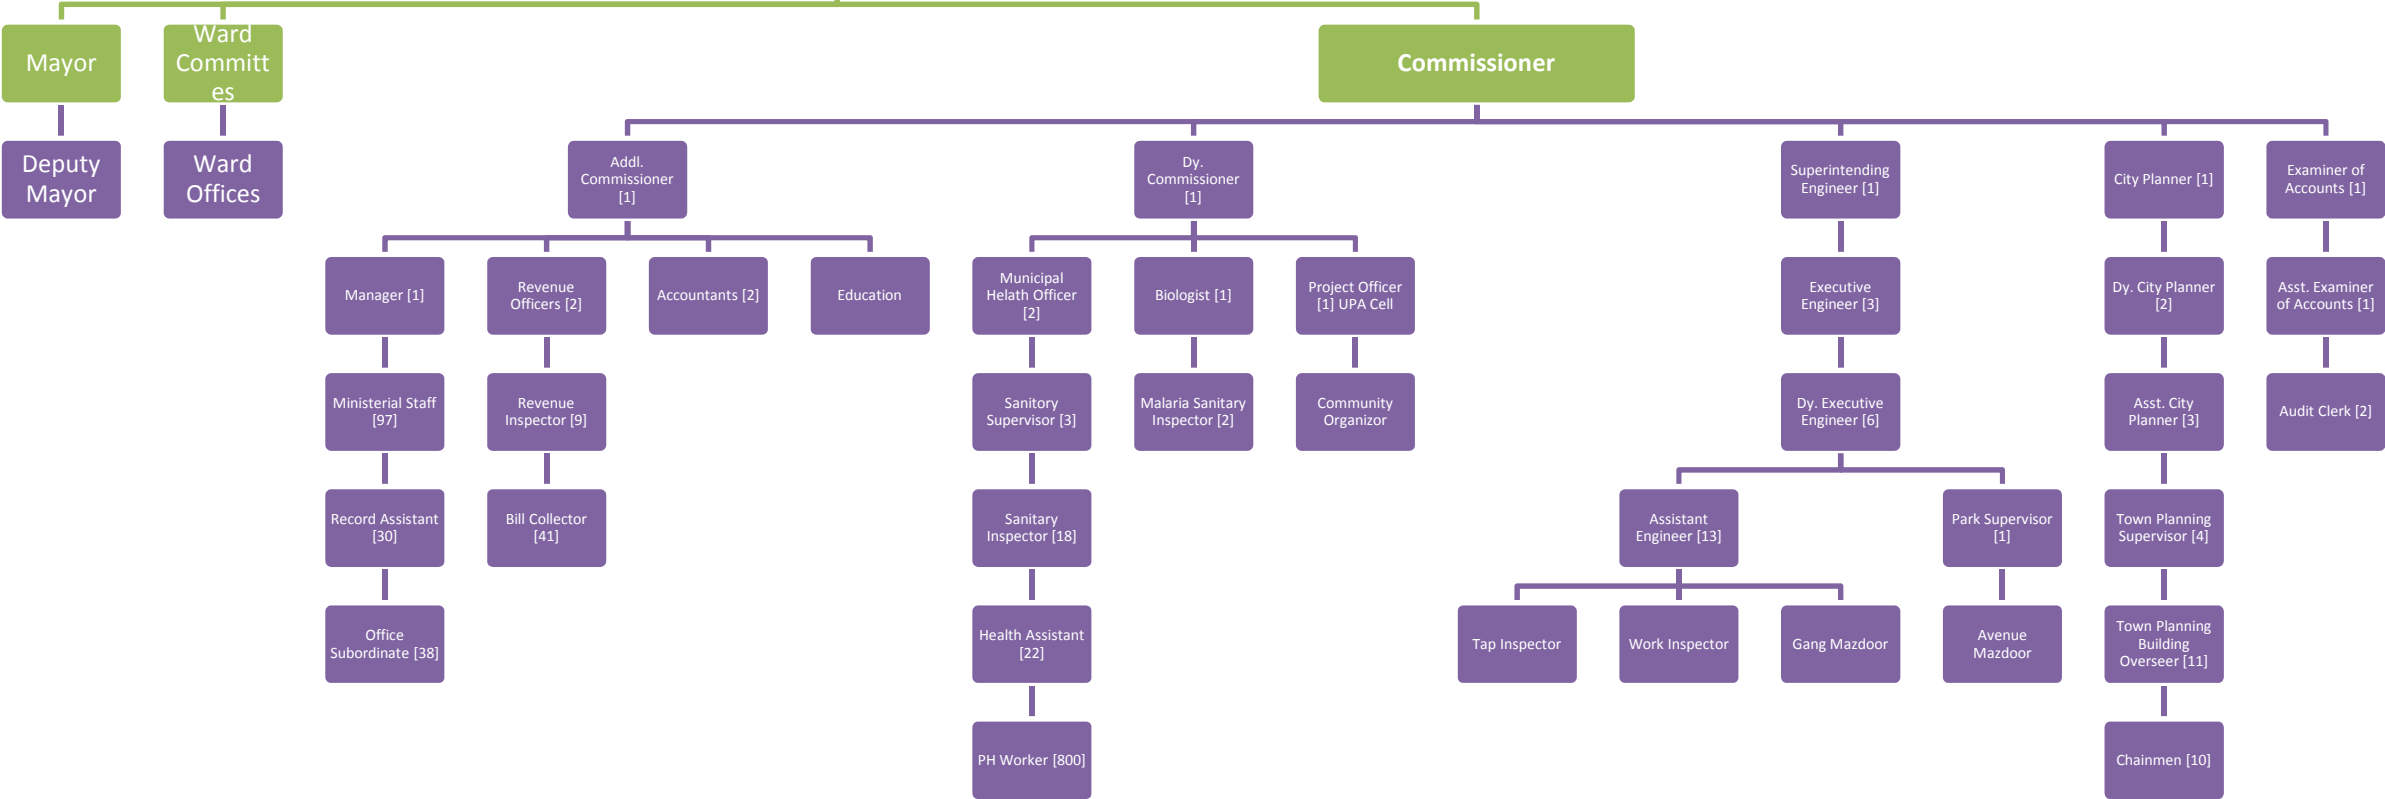 Mayor
Ward
Committ
es
Commissioner
Deputy
Mayor
Ward
Offices
Addl.
Commissioner
[1]
Dy.
Commissioner
[1]
Superintending
Engineer [1]
City Planner [1]
Examiner of
Accounts [1]
Manager [1]
Revenue
Officers [2]
Accountants [2]
Education
Municipal
Helath Officer
[2]
Biologist [1]
Project Officer
[1] UPA Cell
Executive
Engineer [3]
Dy. City Planner
[2]
Asst. Examiner
of Accounts [1]
Ministerial Staff
[97]
Revenue
Inspector [9]
Sanitory
Supervisor [3]
Malaria Sanitary
Inspector [2]
Community
Organizor
Dy. Executive
Engineer [6]
Asst. City
Planner [3]
Audit Clerk [2]
Record Assistant
[30]
Bill Collector
[41]
Sanitary
Inspector [18]
Assistant
Engineer [13]
Park Supervisor
[1]
Town Planning
Supervisor [4]
Office
Subordinate [38]
Health Assistant
[22]
Tap Inspector
Work Inspector
Gang Mazdoor
Avenue
Mazdoor
Town Planning
Building
Overseer [11]
PH Worker [800]
Chainmen [10]